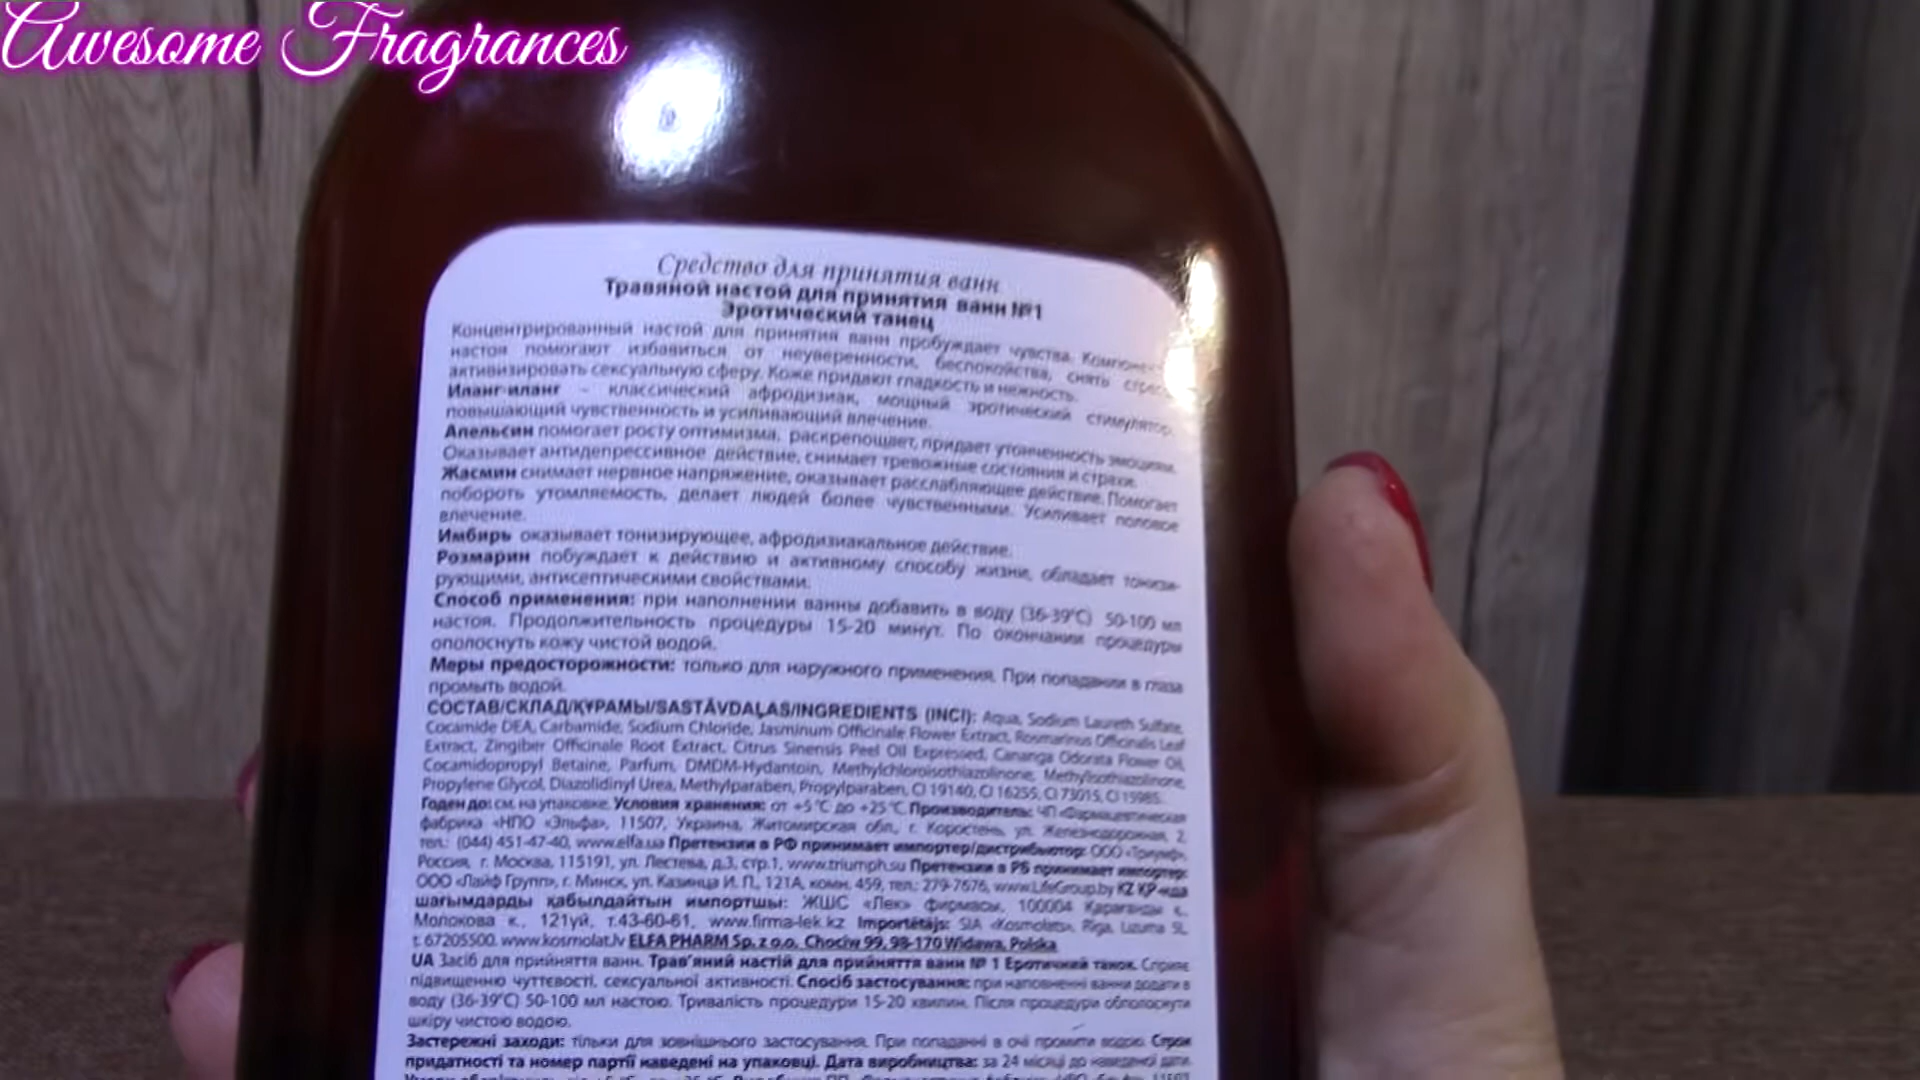 Awesome Fragrances
Средство для принятия ванн
Травяной настой для принятия ванн №1
Эротический танец
Концентрированный настой для принятия ванн пробуждает чувства.
настоя помогают избавиться от неуверенности, беспокойства, снять
активизировать сексуальную сферу. Коже придают гладкость и нежность.
Иланг-иланг – классический афродизиак, мощный эротический стимулятор,
повышающий чувственность и усиливающий влечение.
Апельсин помогает росту оптимизма, раскрепощает, придает утонченность эмоциям.
Оказывает антидепрессивное действие, снимает тревожные состояния и страхи.
Жасмин снимает нервное напряжение, оказывает расслабляющее действие. Помогает
побороть утомляемость, делает людей более чувственными. Усиливает половое
влечение.
Имбирь оказывает тонизирующее, афродизиакальное действие.
Розмарин побуждает к действию и активному способу жизни, обладает тонизи-
рующими, антисептическими свойствами.
Способ применения: при наполнении ванны добавить в воду (36-39°С) 50-100 мл
настоя. Продолжительность процедуры 15-20 минут. По окончании процедуры
ополоснуть кожу чистой водой.
Меры предосторожности: только для наружного применения. При попадании в глаза
промыть водой.
СОСТАВ/СКЛАД/ҚҰРАМЫ/SASTĀVDAĻAS/INGREDIENTS (INCI): Aqua, Sodium Laureth Sulfate,
Cocamide DEA, Carbamide, Sodium Chloride, Jasminum Officinale Flower Extract, Rosmarinus Officinalis Leaf
Extract, Zingiber Officinale Root Extract, Citrus Sinensis Peel Oil Expressed, Cananga Odorata Flower Oil,
Cocamidopropyl Betaine, Parfum, DMDM-Hydantoin, Methylchloroisothiazolinone, Methylisothiazolinone,
Propylene Glycol, Diazolidinyl Urea, Methylparaben, Propylparaben, CI 19140, CI 16255, CI 73015, CI 15985.
Годен до: см. на упаковке. Условия хранения: от +5 °С до +25 °С. Производитель: ЧП «Фармацевтическая
фабрика «НПО «Эльфа», 11507, Украина, Житомирская обл., г. Коростень, ул. Железнодорожная, 2,
тел.: (044) 451-47-40, www.elfa.ua Претензии в РФ принимает импортер/дистрибьютор: ООО «Триумф»,
Россия, г. Москва, 115191, ул. Лестева, д.3, стр.1, www.triumph.su Претензии в РБ принимает импортер:
ООО «Лайф Групп», г. Минск, ул. Казинца И. П., 121А, комн. 459, тел.: 279-7676, www.LifeGroup.by KZ ҚР-нда
шағымдарды қабылдайтын импортшы: ЖШС «Лек» фирмасы, 100004 Қарағанды қ.,
Молокова к., 121үй, т.43-60-61, www.firma-lek.kz Importētājs: SIA «Kosmolats», Rīga,
t. 67205500. www.kosmolat.lv ELFA PHARM Sp. z o.o. Chociw 99, 98-170 Widawa, Polska
UA Засіб для прийняття ванн. Трав'яний настій для прийняття ванн № 1 Еротичний танок. Сприяє
підвищенню чуттєвості, сексуальної активності. Спосіб застосування: при наповненні ванни додати в
воду (36-39°С) 50-100 мл настою. Тривалість процедури 15-20 хвилин. Після процедури обполоснути
шкіру чистою водою.
Застережні заходи: тільки для зовнішнього застосування. При попаданні в очі промити водою. Строк
придатності та номер партії наведені на упаковці. Дата виробництва: за 24 місяці до наведеної дати.